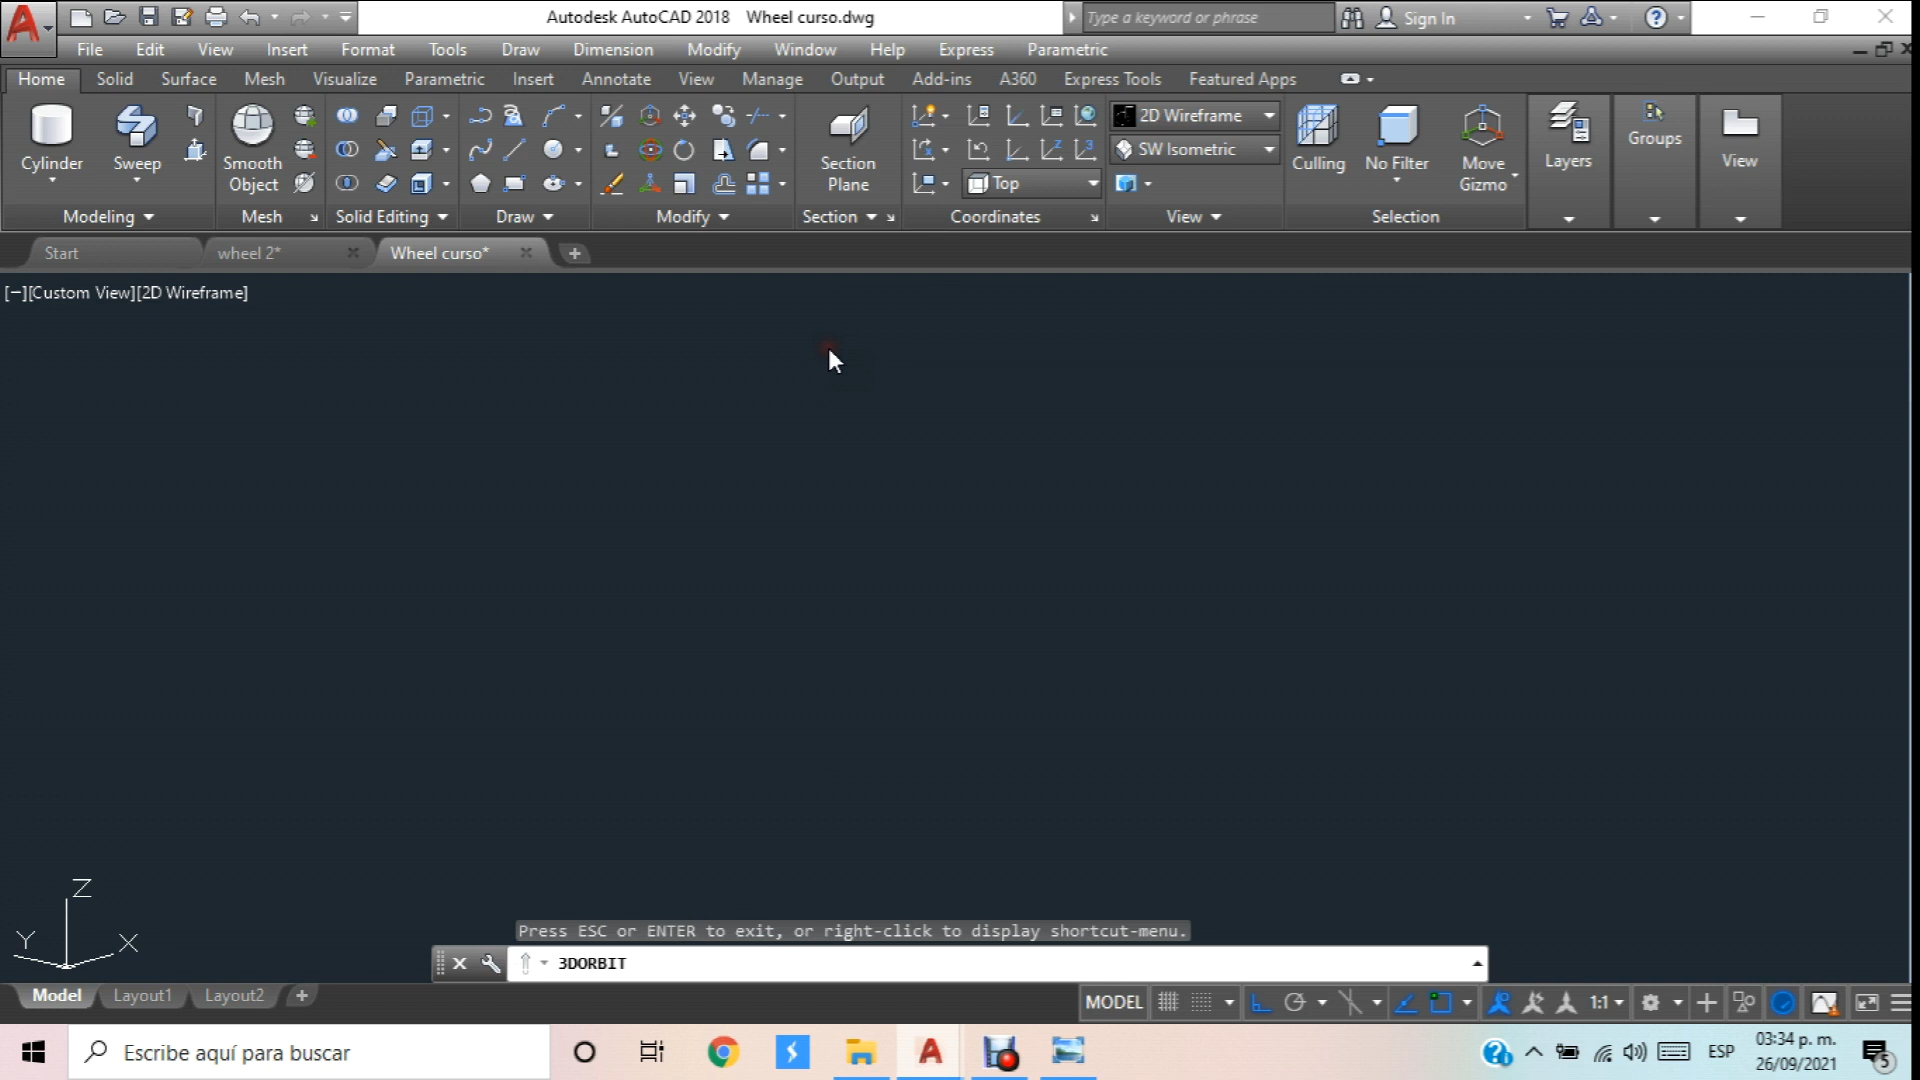 Autodesk AutoCAD 2018 Wheel curso.dwg
Type a keyword or phrase
Sign In
File Edit View Insert Format Tools Draw Dimension Modify Window Help Express Parametric
Home Solid Surface Mesh Visualize Parametric Insert Annotate View Manage Output Add-ins A360 Express Tools Featured Apps
2D Wireframe
SW Isometric
Top
Cylinder Sweep Smooth Object
Section Plane
Culling No Filter Move Gizmo
Layers Groups View
Modeling Mesh Solid Editing Draw Modify Section Coordinates View Selection
Start wheel 2* Wheel curso*
[−][Custom View][2D Wireframe]
Z
Y X
Press ESC or ENTER to exit, or right-click to display shortcut-menu.
3DORBIT
Model Layout1 Layout2
MODEL 1:1
Escribe aquí para buscar
ESP
03:34 p. m.
26/09/2021
5